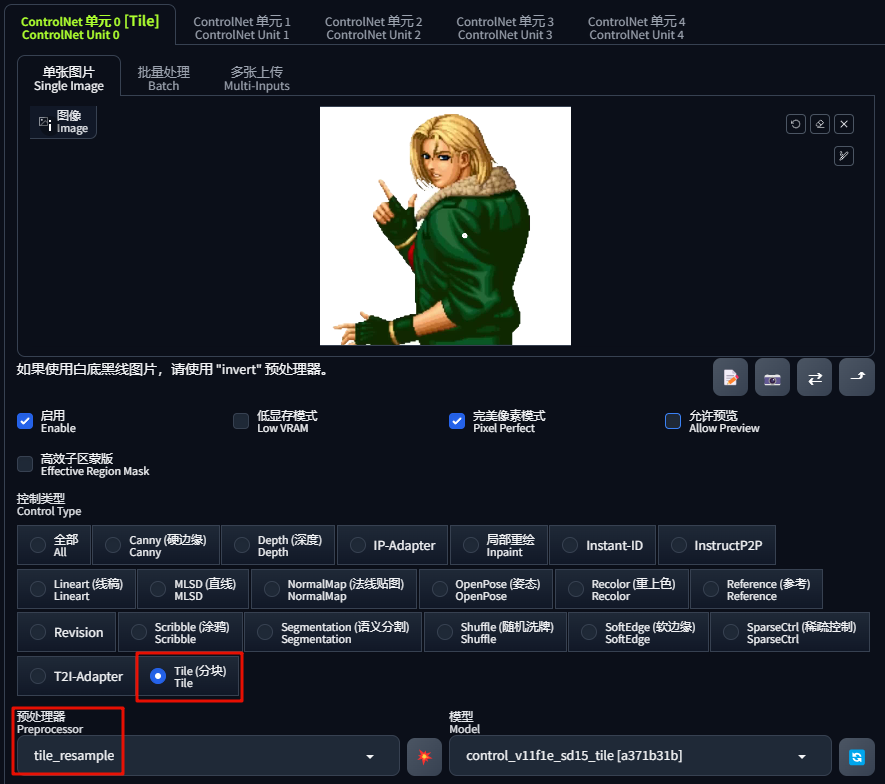 ControlNet 单元 0 [Tile]
ControlNet Unit 0
ControlNet 单元 1
ControlNet Unit 1
ControlNet 单元 2
ControlNet Unit 2
ControlNet 单元 3
ControlNet Unit 3
ControlNet 单元 4
ControlNet Unit 4
单张图片
Single Image
批量处理
Batch
多张上传
Multi-Inputs
图像
Image
如果使用白底黑线图片，请使用 "invert" 预处理器。
启用
Enable
低显存模式
Low VRAM
完美像素模式
Pixel Perfect
允许预览
Allow Preview
高效子区蒙版
Effective Region Mask
控制类型
Control Type
全部
All
Canny (硬边缘)
Canny
Depth (深度)
Depth
IP-Adapter
局部重绘
Inpaint
Instant-ID
InstructP2P
Lineart (线稿)
Lineart
MLSD (直线)
MLSD
NormalMap (法线贴图)
NormalMap
OpenPose (姿态)
OpenPose
Recolor (重上色)
Recolor
Reference (参考)
Reference
Revision
Scribble (涂鸦)
Scribble
Segmentation (语义分割)
Segmentation
Shuffle (随机洗牌)
Shuffle
SoftEdge (软边缘)
SoftEdge
SparseCtrl (稀疏控制)
SparseCtrl
T2I-Adapter
Tile (分块)
Tile
预处理器
Preprocessor
tile_resample
模型
Model
control_v11f1e_sd15_tile [a371b31b]